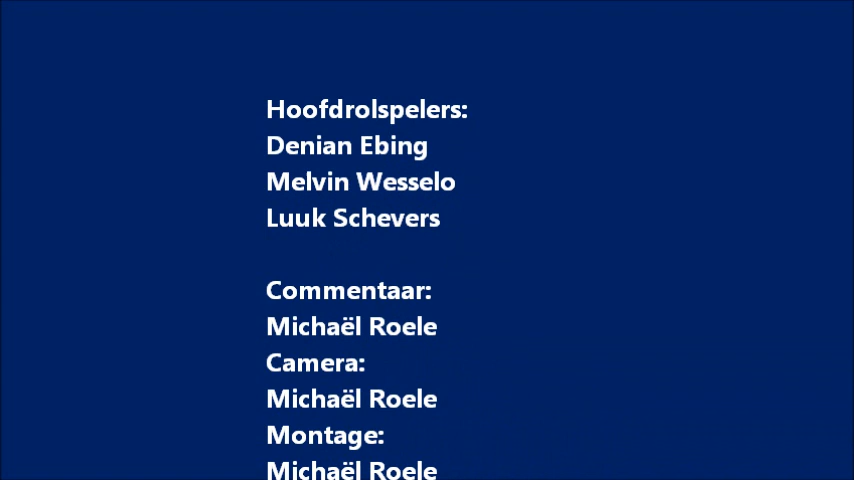 Hoofdrolspelers:
Denian Ebing
Melvin Wesselo
Luuk Schevers
Commentaar:
Michaël Roele
Camera:
Michaël Roele
Montage:
Michaël Roele